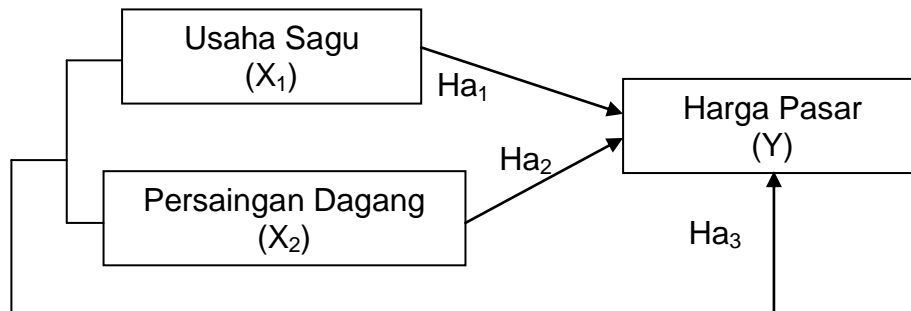 Usaha Sagu
(X₁)
Ha₁
Harga Pasar
(Y)
Ha₂
Persaingan Dagang
(X₂)
Ha₃